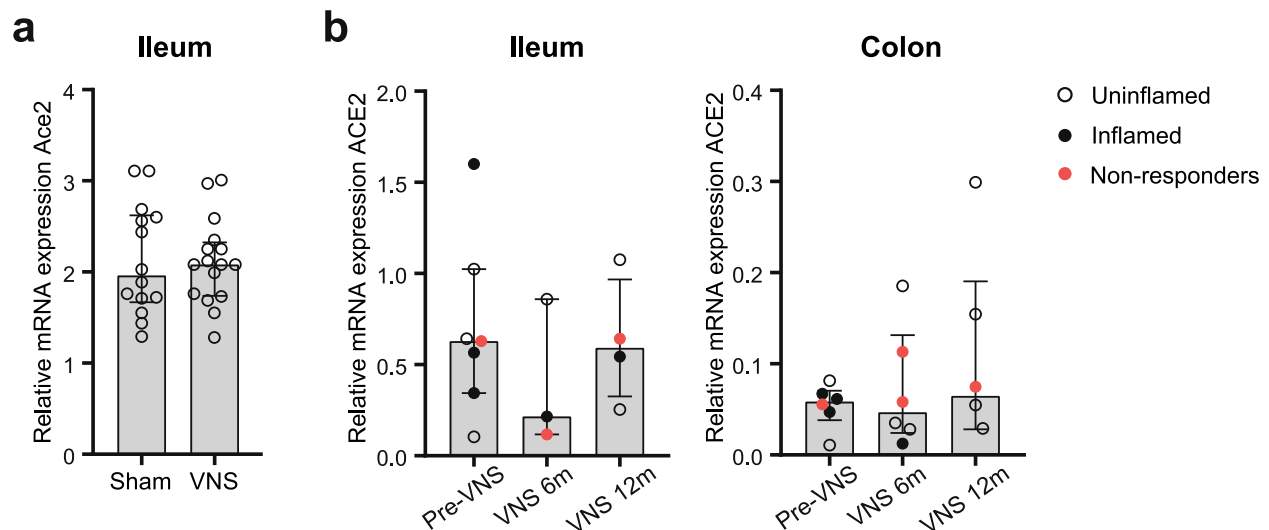 a
Ileum
Relative mRNA expression Ace2
4
3
2
1
0
Sham
VNS
b
Ileum
Relative mRNA expression ACE2
2.0
1.5
1.0
0.5
0.0
Pre-VNS
VNS 6m
VNS 12m
Colon
Relative mRNA expression ACE2
0.4
0.3
0.2
0.1
0.0
Pre-VNS
VNS 6m
VNS 12m
Uninflamed
Inflamed
Non-responders